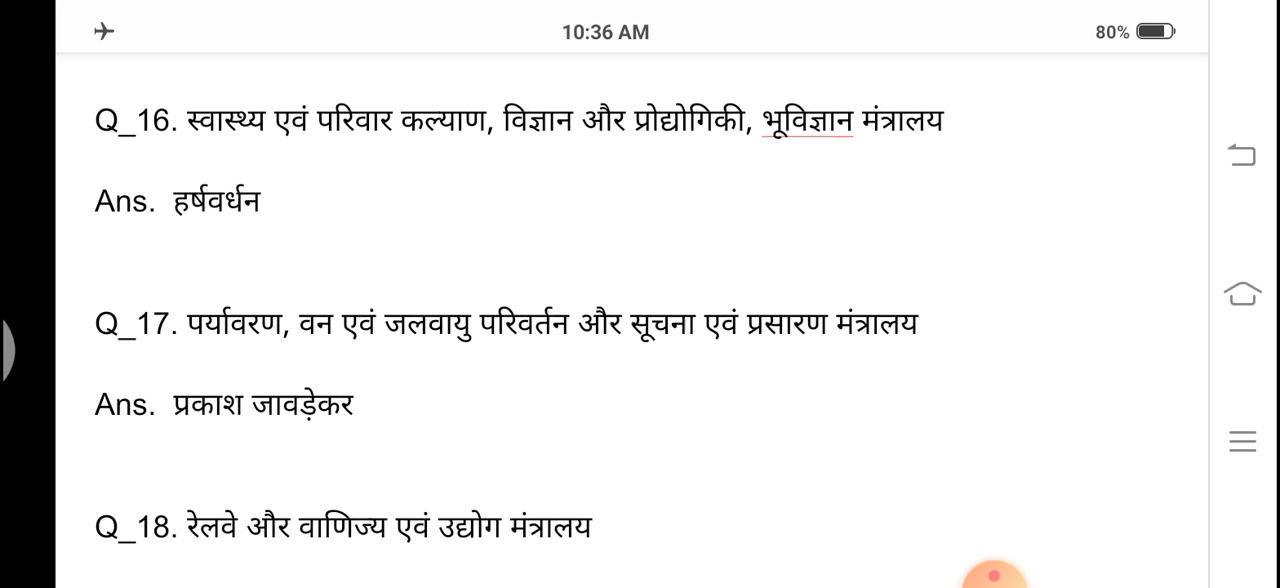 10:36 AM
80%
Q_16. स्वास्थ्य एवं परिवार कल्याण, विज्ञान और प्रोद्योगिकी, भूविज्ञान मंत्रालय
Ans. हर्षवर्धन
Q_17. पर्यावरण, वन एवं जलवायु परिवर्तन और सूचना एवं प्रसारण मंत्रालय
Ans. प्रकाश जावड़ेकर
Q_18. रेलवे और वाणिज्य एवं उद्योग मंत्रालय